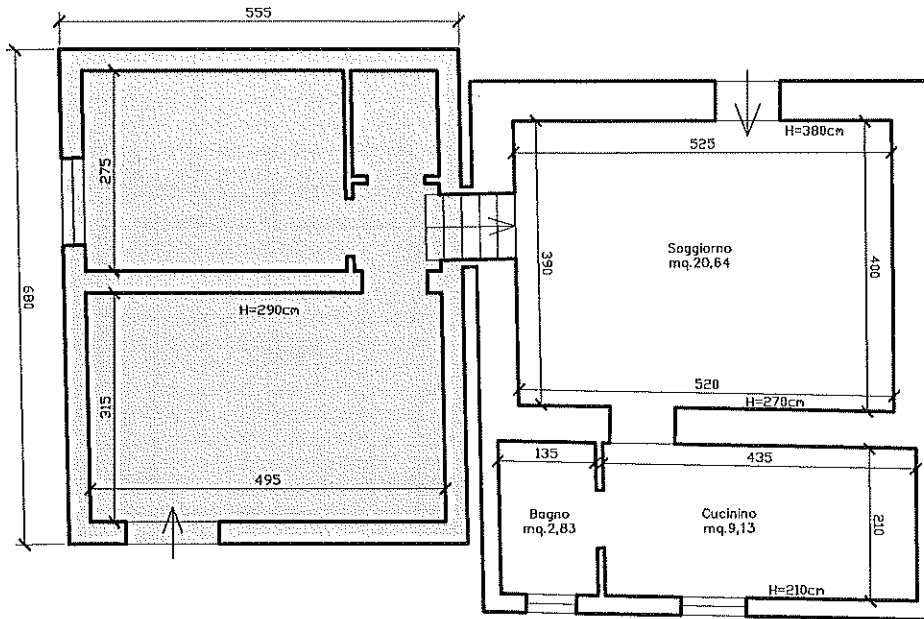 555
H=380cm
525
275
680
390
Soggiorno
mq.20,64
400
H=290cm
520
H=270cm
315
135
435
495
Bagno
mq.2,83
Cucinino
mq.9,13
210
H=210cm